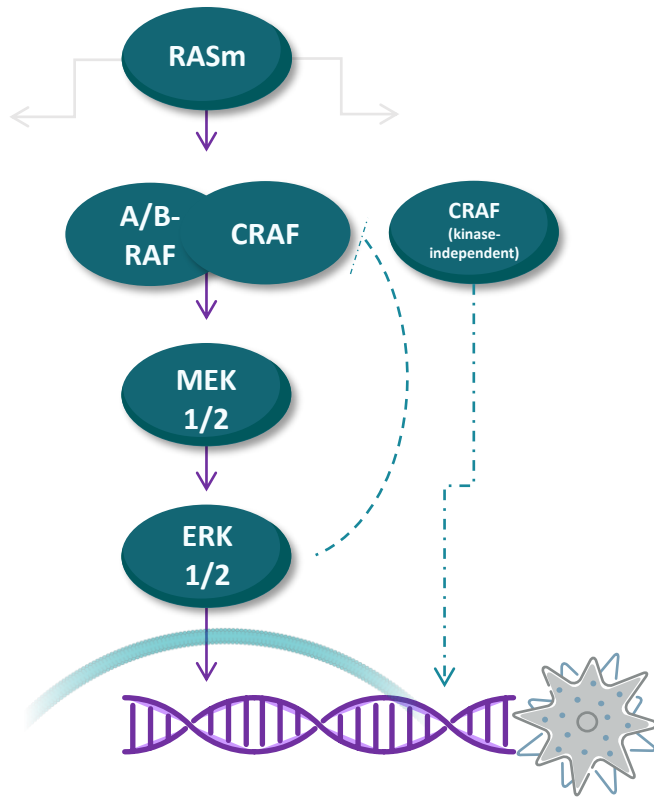 RASm
A/B-
RAF
CRAF
CRAF
(kinase-
independent)
MEK
1/2
ERK
1/2